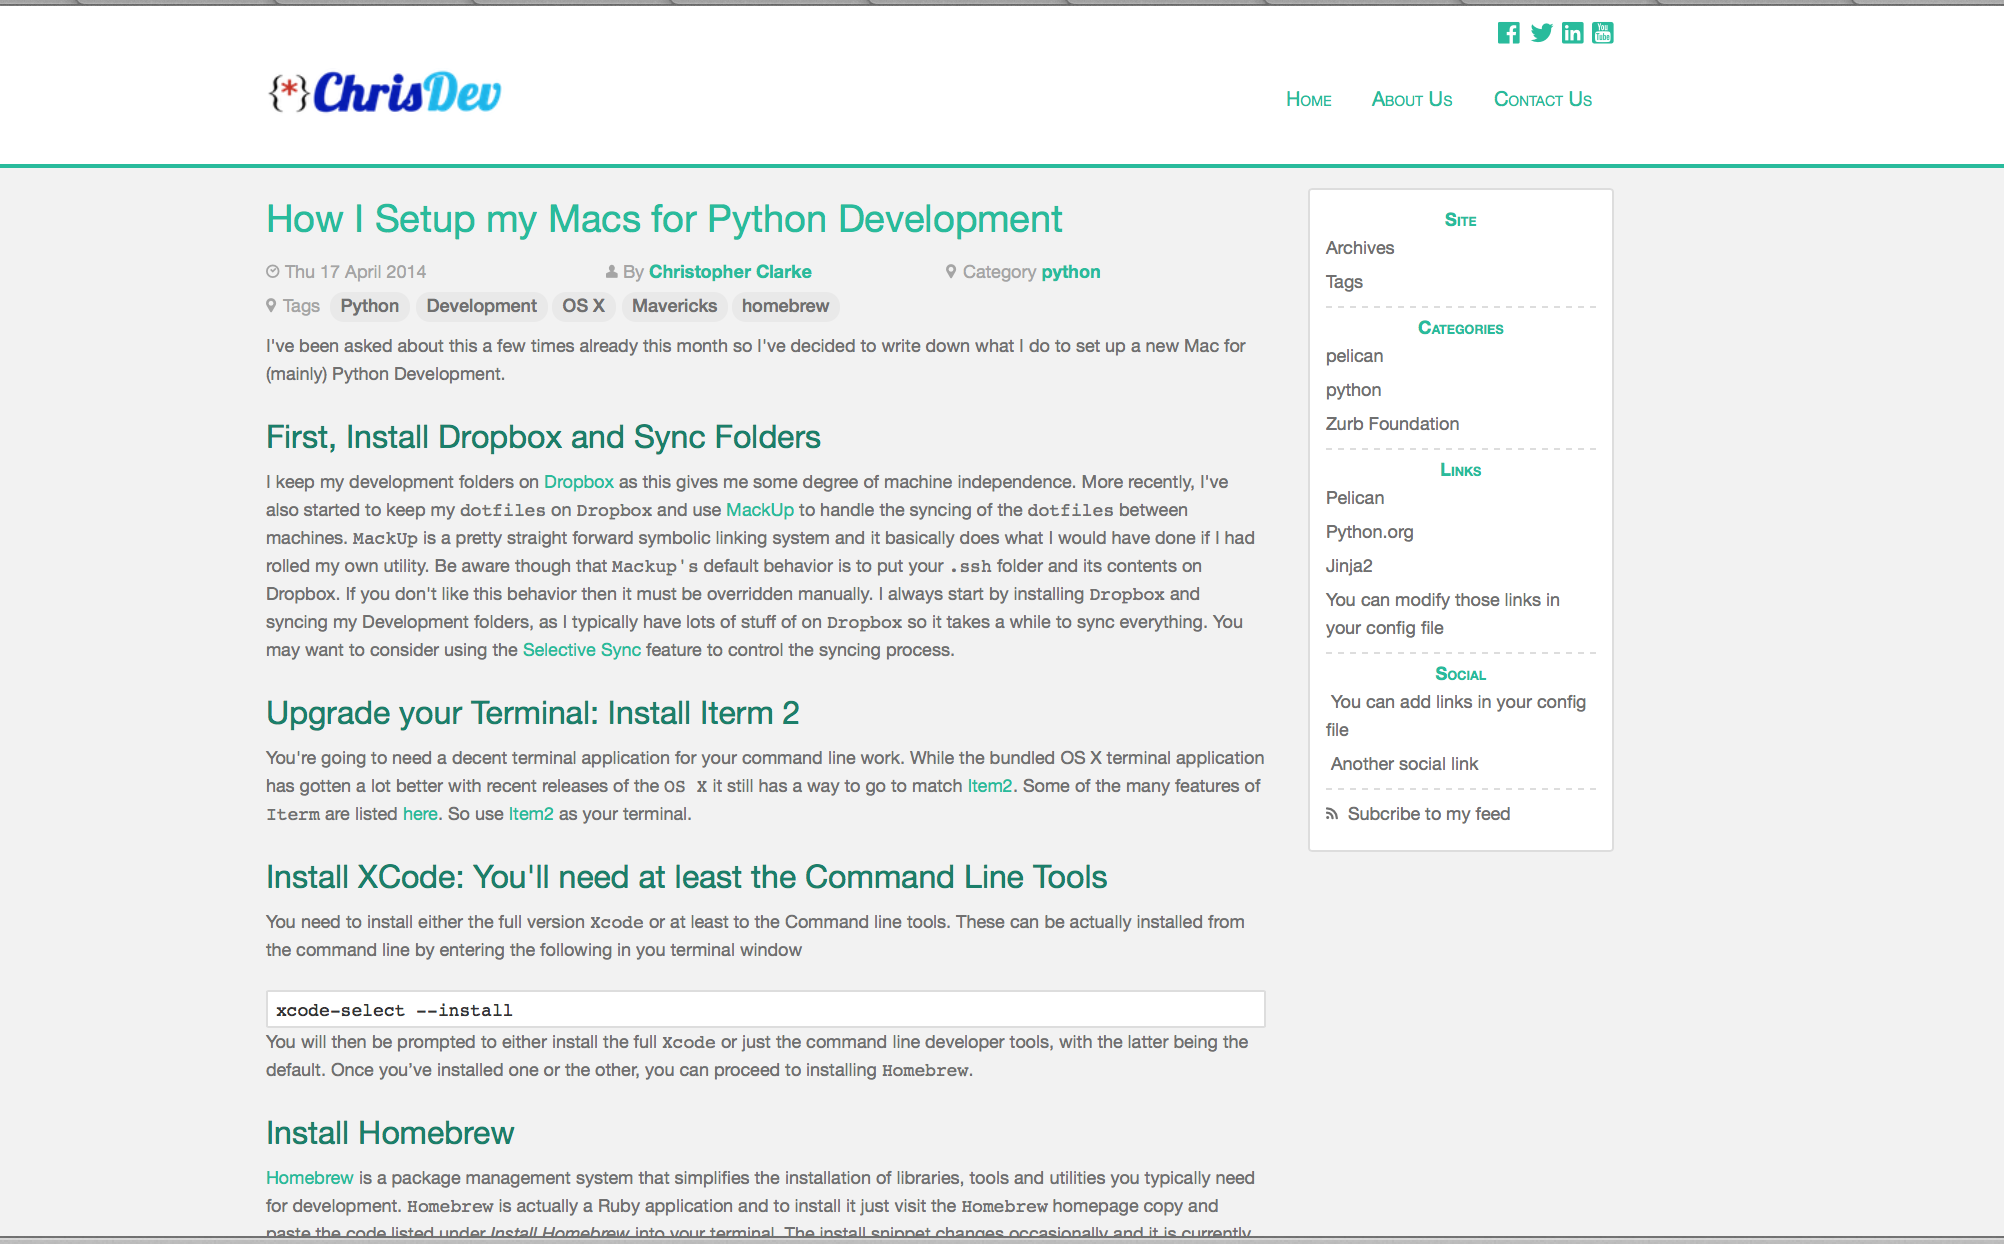 {*}ChrisDev
Home About Us Contact Us
How I Setup my Macs for Python Development
Thu 17 April 2014 By Christopher Clarke Category python
Tags Python Development OS X Mavericks homebrew
I've been asked about this a few times already this month so I've decided to write down what I do to set up a new Mac for
(mainly) Python Development.
First, Install Dropbox and Sync Folders
I keep my development folders on Dropbox as this gives me some degree of machine independence. More recently, I've
also started to keep my dotfiles on Dropbox and use MackUp to handle the syncing of the dotfiles between
machines. MackUp is a pretty straight forward symbolic linking system and it basically does what I would have done if I had
rolled my own utility. Be aware though that Mackup's default behavior is to put your .ssh folder and its contents on
Dropbox. If you don't like this behavior then it must be overridden manually. I always start by installing Dropbox and
syncing my Development folders, as I typically have lots of stuff of on Dropbox so it takes a while to sync everything. You
may want to consider using the Selective Sync feature to control the syncing process.
Upgrade your Terminal: Install Iterm 2
You're going to need a decent terminal application for your command line work. While the bundled OS X terminal application
has gotten a lot better with recent releases of the OS X it still has a way to go to match Item2. Some of the many features of
Iterm are listed here. So use Item2 as your terminal.
Install XCode: You'll need at least the Command Line Tools
You need to install either the full version Xcode or at least to the Command line tools. These can be actually installed from
the command line by entering the following in you terminal window
xcode-select --install
You will then be prompted to either install the full Xcode or just the command line developer tools, with the latter being the
default. Once you’ve installed one or the other, you can proceed to installing Homebrew.
Install Homebrew
Homebrew is a package management system that simplifies the installation of libraries, tools and utilities you typically need
for development. Homebrew is actually a Ruby application and to install it just visit the Homebrew homepage copy and
paste the code listed under Install Homebrew into your terminal. The install snippet changes occasionally and it is currently
Site
Archives
Tags
Categories
pelican
python
Zurb Foundation
Links
Pelican
Python.org
Jinja2
You can modify those links in
your config file
Social
You can add links in your config
file
Another social link
Subcribe to my feed